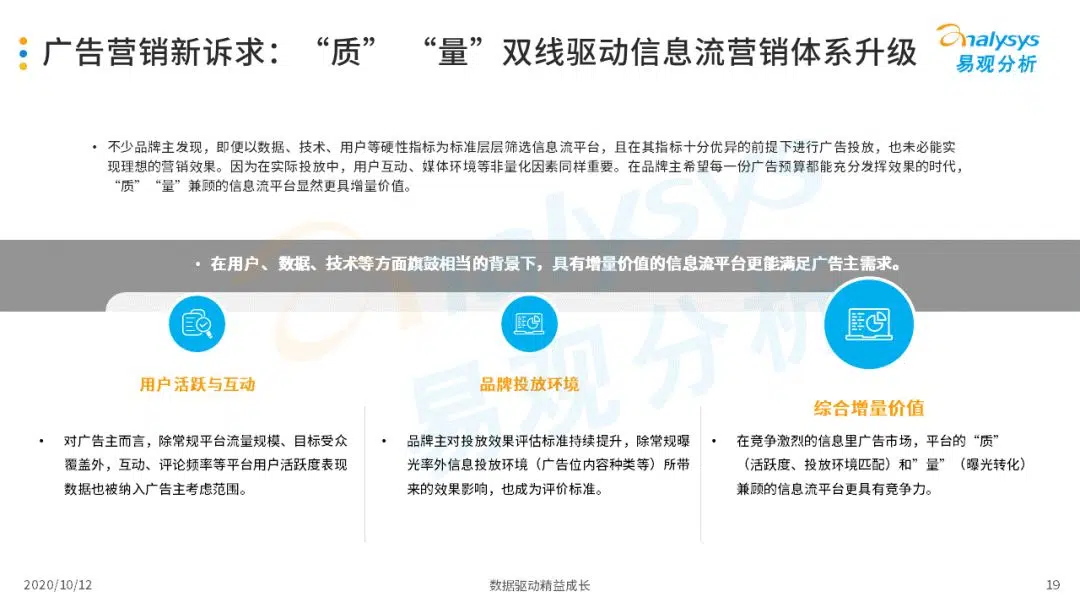 广告营销新诉求：“质”“量”双线驱动信息流营销体系升级
analysys
易观分析
• 不少品牌主发现，即便以数据、技术、用户等硬性指标为标准层层筛选信息流平台，且在其指标十分优异的前提下进行广告投放，也未必能实
现理想的营销效果。因为在实际投放中，用户互动、媒体环境等非量化因素同样重要。在品牌主希望每一份广告预算都能充分发挥效果的时代，
“质”“量”兼顾的信息流平台显然更具增量价值。
• 在用户、数据、技术等方面旗鼓相当的背景下，具有增量价值的信息流平台更能满足广告主需求。
用户活跃与互动
• 对广告主而言，除常规平台流量规模、目标受众
覆盖外，互动、评论频率等平台用户活跃度表现
数据也被纳入广告主考虑范围。
品牌投放环境
• 品牌主对投放效果评估标准持续提升，除常规曝
光率外信息投放环境（广告位内容种类等）所带
来的效果影响，也成为评价标准。
综合增量价值
• 在竞争激烈的信息里广告市场，平台的“质”
（活跃度、投放环境匹配）和”量”（曝光转化）
兼顾的信息流平台更具有竞争力。
analysys
易观分析
2020/10/12
数据驱动精益成长
19